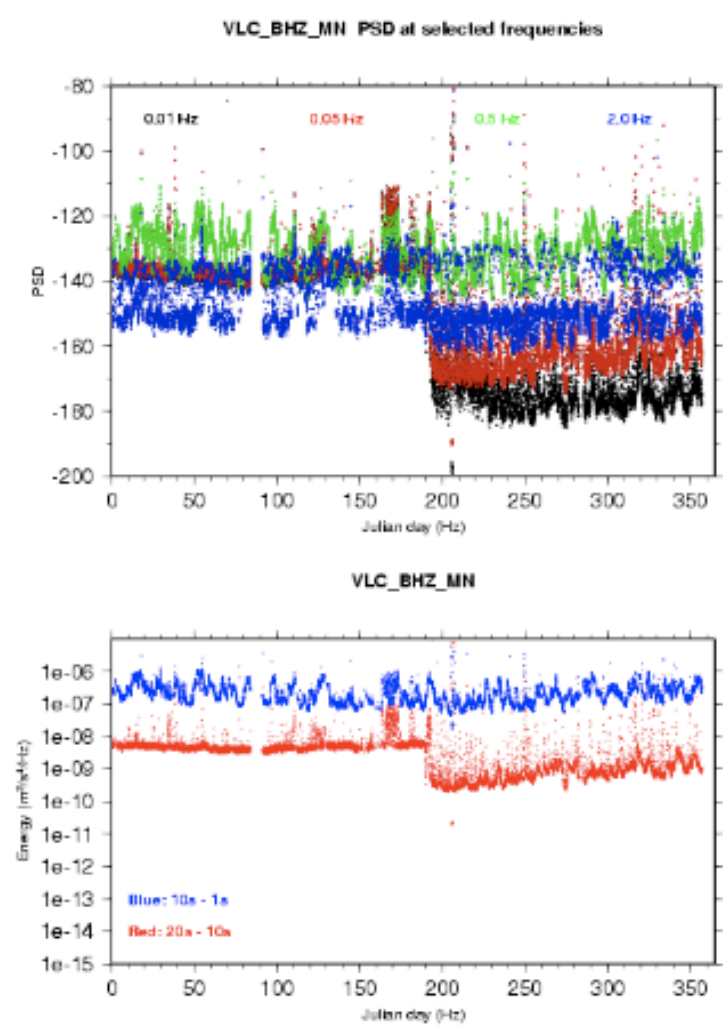 VLC_BHZ_MN PSD at selected frequencies
-80
0.01 Hz 0.05 Hz 0.5 Hz 2.0 Hz
-100
-120
-140
-160
-180
-200
PSD
0 50 100 150 200 250 300 350
Julian day (Hz)
VLC_BHZ_MN
1e-06
1e-07
1e-08
1e-09
1e-10
1e-11
1e-12
1e-13
1e-14
1e-15
Energy
Blue: 10s - 1s
Red: 20s - 10s
0 50 100 150 200 250 300 350
Julian day (Hz)